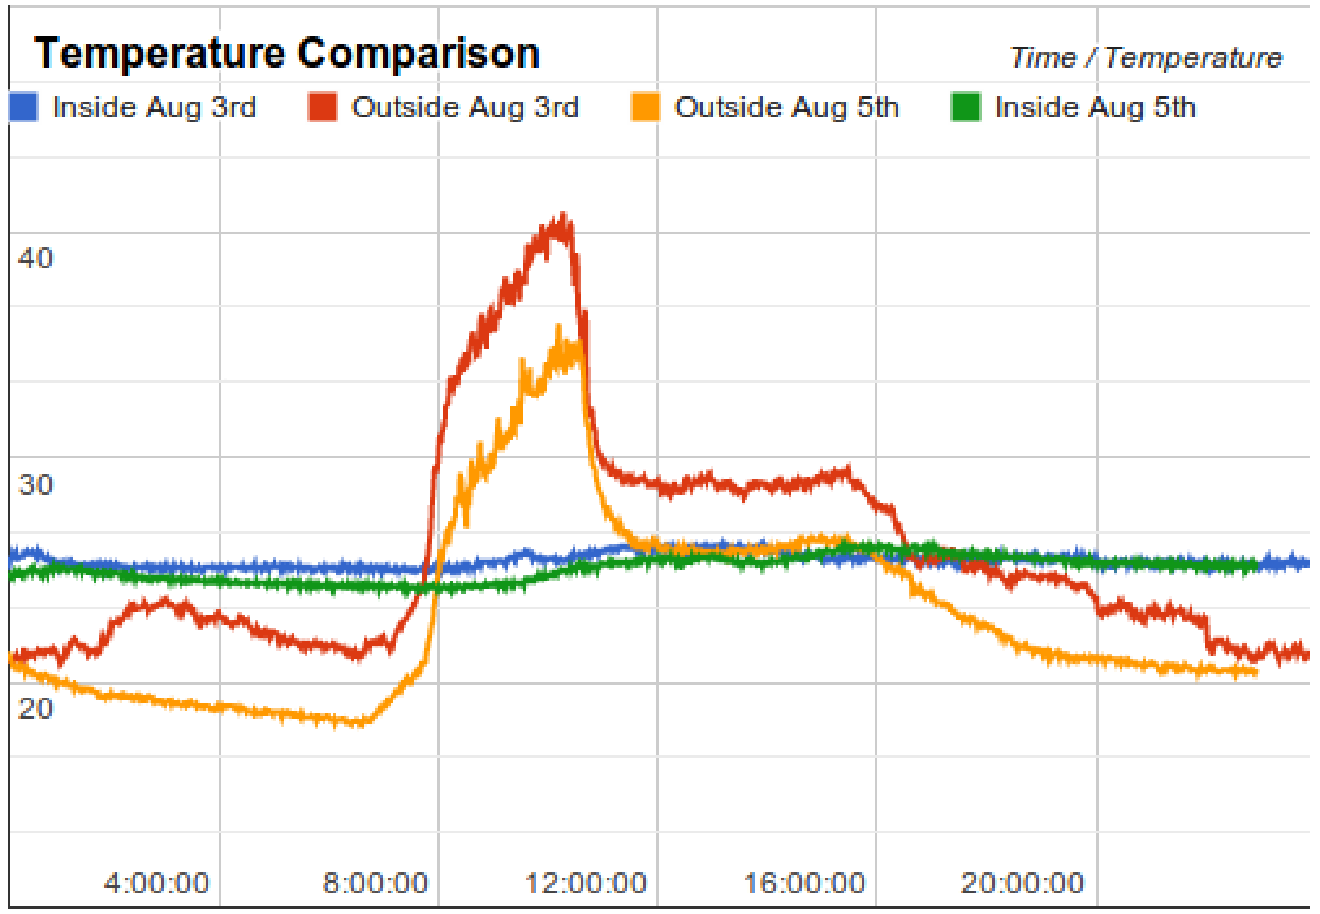 Temperature Comparison
Time / Temperature
Inside Aug 3rd Outside Aug 3rd Outside Aug 5th Inside Aug 5th
40
30
20
4:00:00 8:00:00 12:00:00 16:00:00 20:00:00